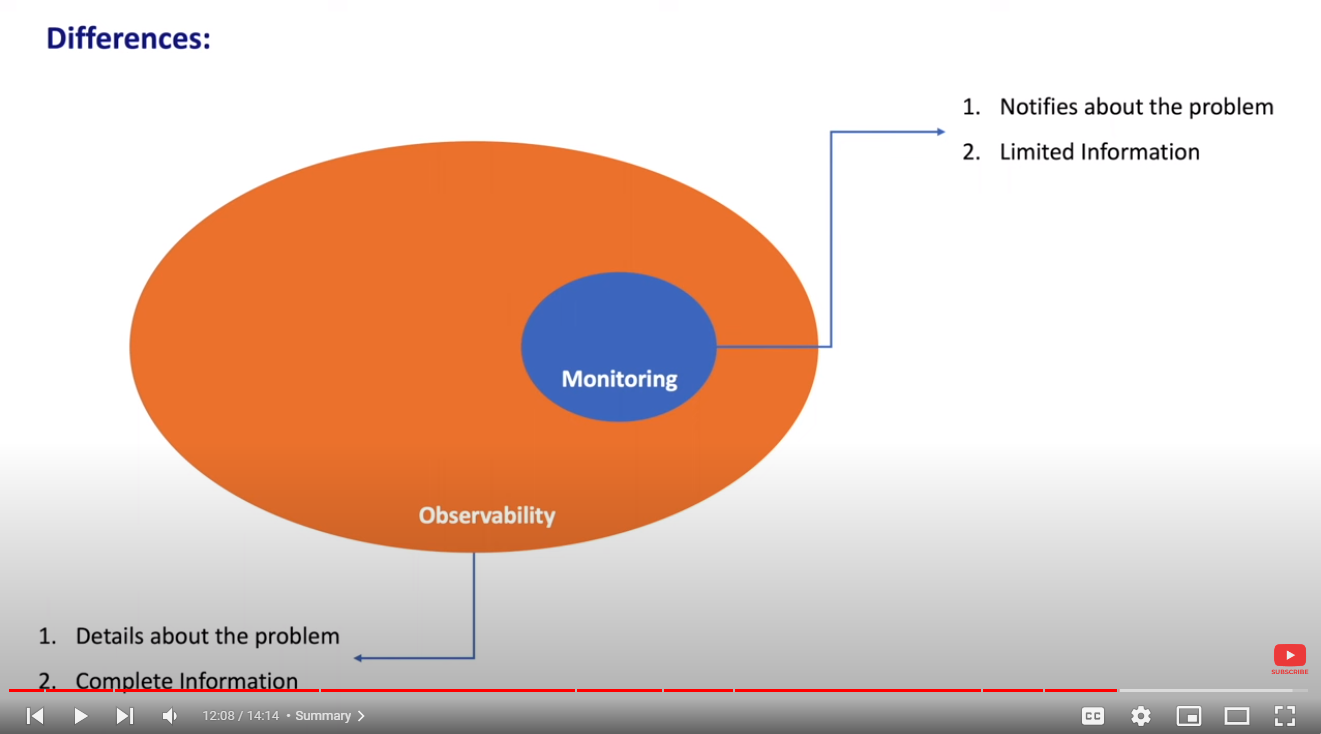 Differences:
1. Notifies about the problem
2. Limited Information
Monitoring
Observability
1. Details about the problem
2. Complete Information
SUBSCRIBE
12:08 / 14:14 • Summary >
CC